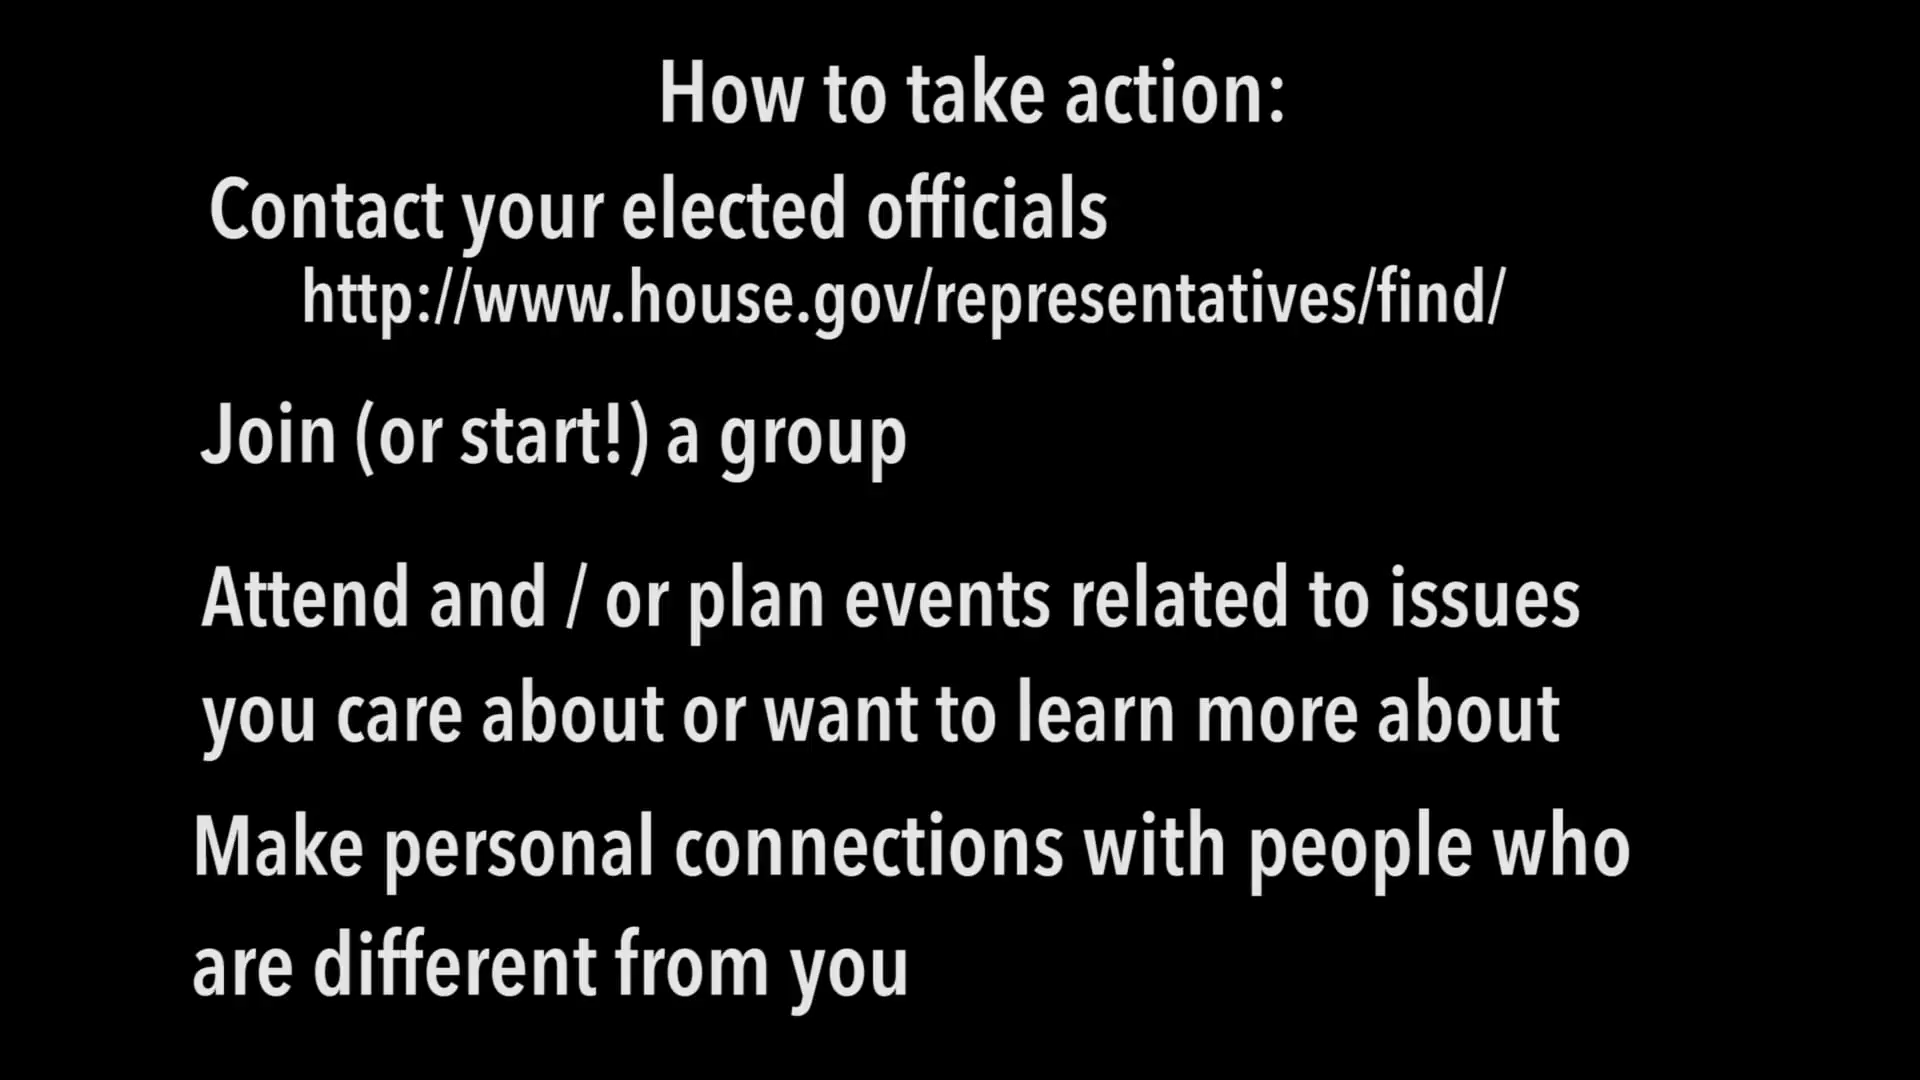 How to take action:
Contact your elected officials
http://www.house.gov/representatives/find/
Join (or start!) a group
Attend and / or plan events related to issues
you care about or want to learn more about
Make personal connections with people who
are different from you